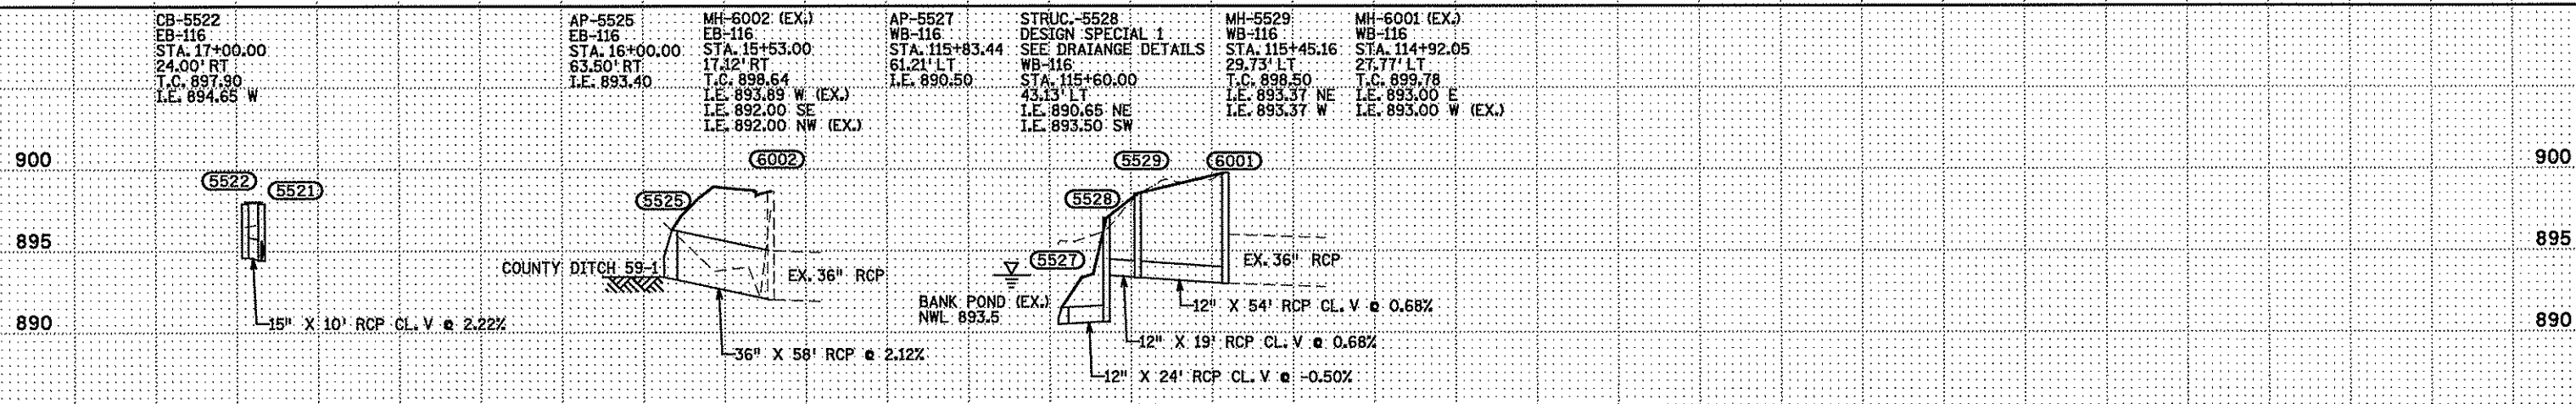 CB-5522
EB-116
STA. 17+00.00
24.00' RT
T.C. 897.90
I.E. 894.65 W
AP-5525
EB-116
STA. 16+00.00
63.50' RT
I.E. 893.40
MH-6002 (EX.)
EB-116
STA. 15+53.00
17.12' RT
T.C. 898.64
I.E. 893.89 W (EX.)
I.E. 892.00 SE
I.E. 892.00 NW (EX.)
AP-5527
WB-116
STA. 115+83.44
61.21' LT
I.E. 890.50
STRUC.-5528
DESIGN SPECIAL 1
SEE DRAIANGE DETAILS
WB-116
STA. 115+60.00
43.13' LT
I.E. 890.65 NE
I.E. 893.50 SW
MH-5529
WB-116
STA. 115+45.16
29.73' LT
T.C. 898.50
I.E. 893.37 NE
I.E. 893.37 W
MH-6001 (EX.)
WB-116
STA. 114+92.05
27.77' LT
T.C. 899.78
I.E. 893.00 E
I.E. 893.00 W (EX.)
900
6002
5529
6001
900
5522
5521
5525
5528
895
5527
895
COUNTY DITCH 59-1
EX. 36" RCP
EX. 36" RCP
BANK POND (EX.)
NWL 893.5
12" X 54' RCP CL. V @ 0.68%
890
15" X 10' RCP CL. V @ 2.22%
890
12" X 19' RCP CL. V @ 0.68%
36" X 58' RCP @ 2.12%
12" X 24' RCP CL. V @ -0.50%